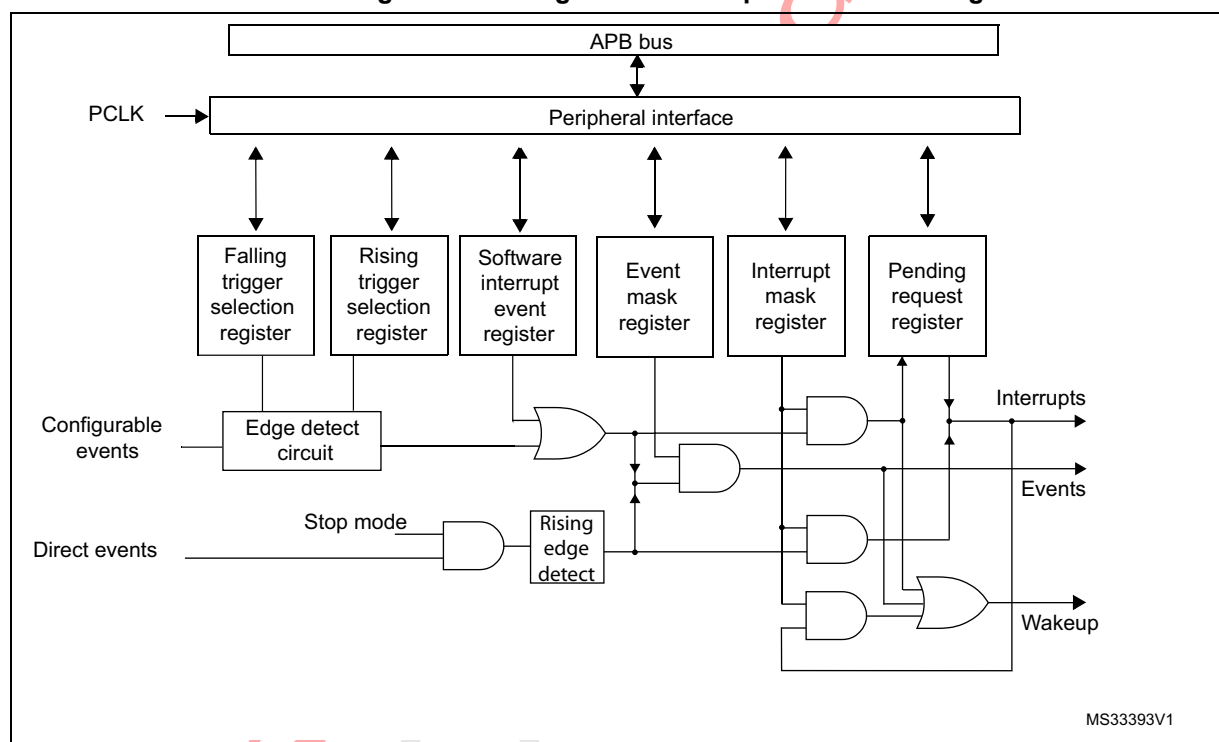 APB bus
PCLK
Peripheral interface
Falling
trigger
selection
register
Rising
trigger
selection
register
Software
interrupt
event
register
Event
mask
register
Interrupt
mask
register
Pending
request
register
Configurable
events
Edge detect
circuit
Interrupts
Events
Stop mode
Direct events
Rising
edge
detect
Wakeup
MS33393V1